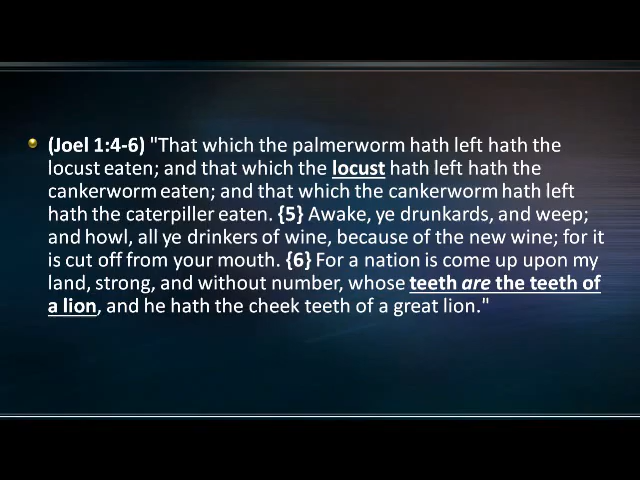 (Joel 1:4-6) "That which the palmerworm hath left hath the
locust eaten; and that which the locust hath left hath the
cankerworm eaten; and that which the cankerworm hath left
hath the caterpiller eaten. {5} Awake, ye drunkards, and weep;
and howl, all ye drinkers of wine, because of the new wine; for it
is cut off from your mouth. {6} For a nation is come up upon my
land, strong, and without number, whose teeth are the teeth of
a lion, and he hath the cheek teeth of a great lion."